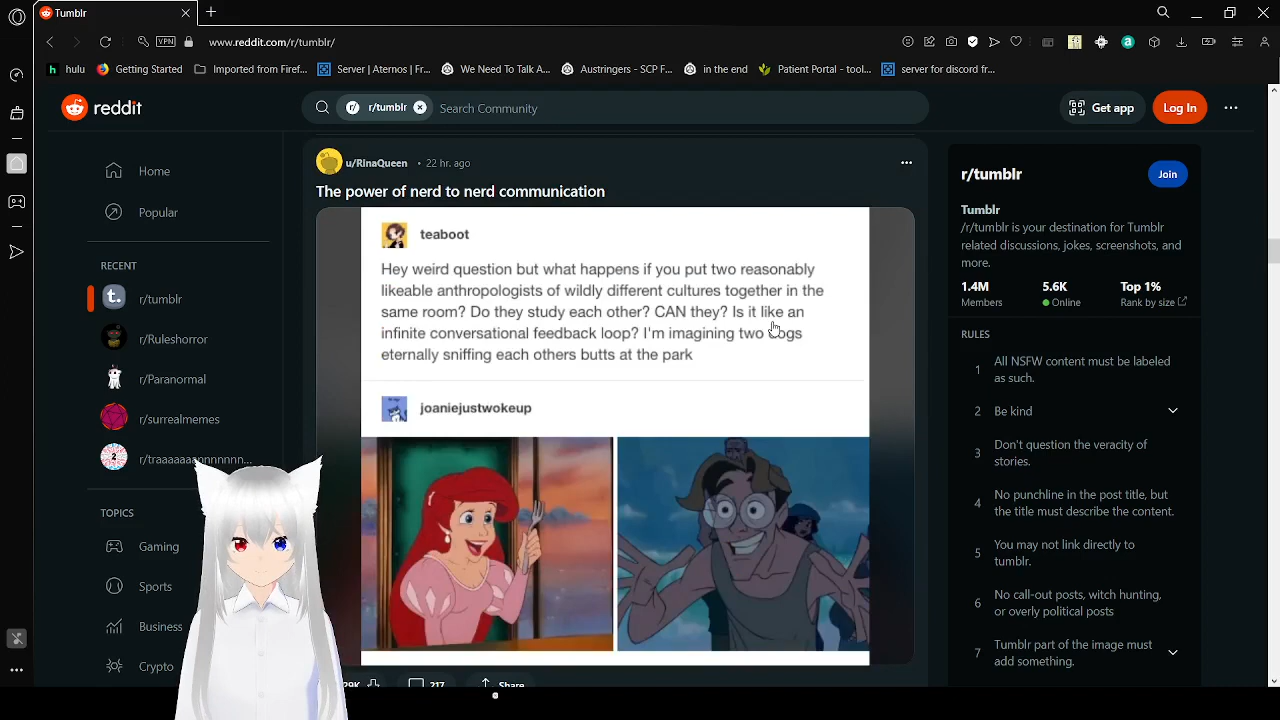 Tumblr
www.reddit.com/r/tumblr/
VPN
hulu
Getting Started
Imported from Firef...
Server | Aternos | Fr...
We Need To Talk A...
Austringers - SCP F...
in the end
Patient Portal - tool...
server for discord fr...
reddit
r/tumblr
Search Community
Get app
Log In
Home
Popular
RECENT
r/tumblr
r/Ruleshorror
r/Paranormal
r/surrealmemes
r/traaaaaaannnnnn...
TOPICS
Gaming
Sports
Business
Crypto
u/RInaQueen • 22 hr. ago
The power of nerd to nerd communication
teaboot
Hey weird question but what happens if you put two reasonably
likeable anthropologists of wildly different cultures together in the
same room? Do they study each other? CAN they? Is it like an
infinite conversational feedback loop? I'm imagining two dogs
eternally sniffing each others butts at the park
joaniejustwokeup
217
Share
r/tumblr
Join
Tumblr
/r/tumblr is your destination for Tumblr
related discussions, jokes, screenshots, and
more.
1.4M
Members
5.6K
Online
Top 1%
Rank by size
RULES
1 All NSFW content must be labeled
as such.
2 Be kind
3 Don't question the veracity of
stories.
4 No punchline in the post title, but
the title must describe the content.
5 You may not link directly to
tumblr.
6 No call-out posts, witch hunting,
or overly political posts
7 Tumblr part of the image must
add something.